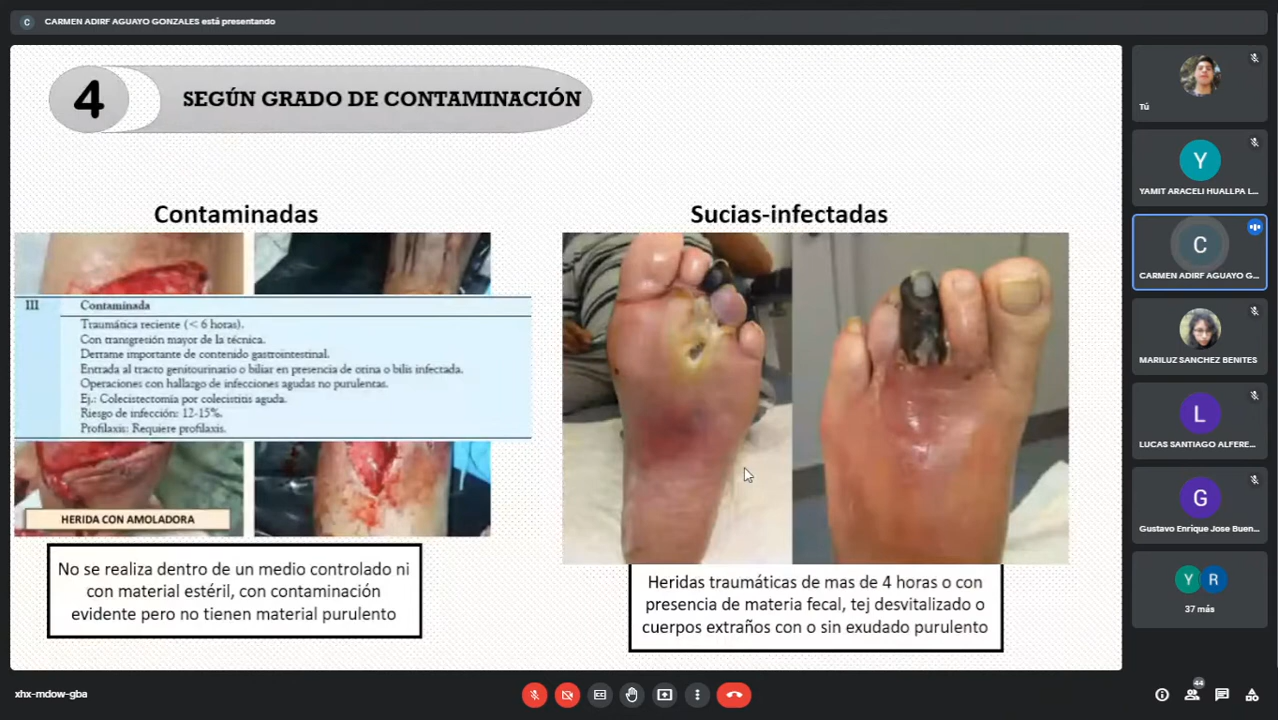 CARMEN ADIRF AGUAYO GONZALES está presentando
C
4
SEGÚN GRADO DE CONTAMINACIÓN
Contaminadas
III Contaminada
Traumática reciente (< 6 horas).
Con transgresión mayor de la técnica.
Derrame importante de contenido gastrointestinal.
Entrada al tracto genitourinario o biliar en presencia de orina o bilis infectada.
Operaciones con hallazgo de infecciones agudas no purulentas.
Ej.: Colecistectomía por colecistitis aguda.
Riesgo de infección: 12-15%.
Profilaxis: Requiere profilaxis.
HERIDA CON AMOLADORA
No se realiza dentro de un medio controlado ni
con material estéril, con contaminación
evidente pero no tienen material purulento
Sucias-infectadas
Heridas traumáticas de mas de 4 horas o con
presencia de materia fecal, tej desvitalizado o
cuerpos extraños con o sin exudado purulento
Tú
Y
YAMIT ARACELI HUALLPA L...
C
CARMEN ADIRF AGUAYO G...
MARILUZ SANCHEZ BENITES
L
LUCAS SANTIAGO ALFERE...
G
Gustavo Enrique Jose Buen...
Y R
37 más
xhx-mdow-gba
44